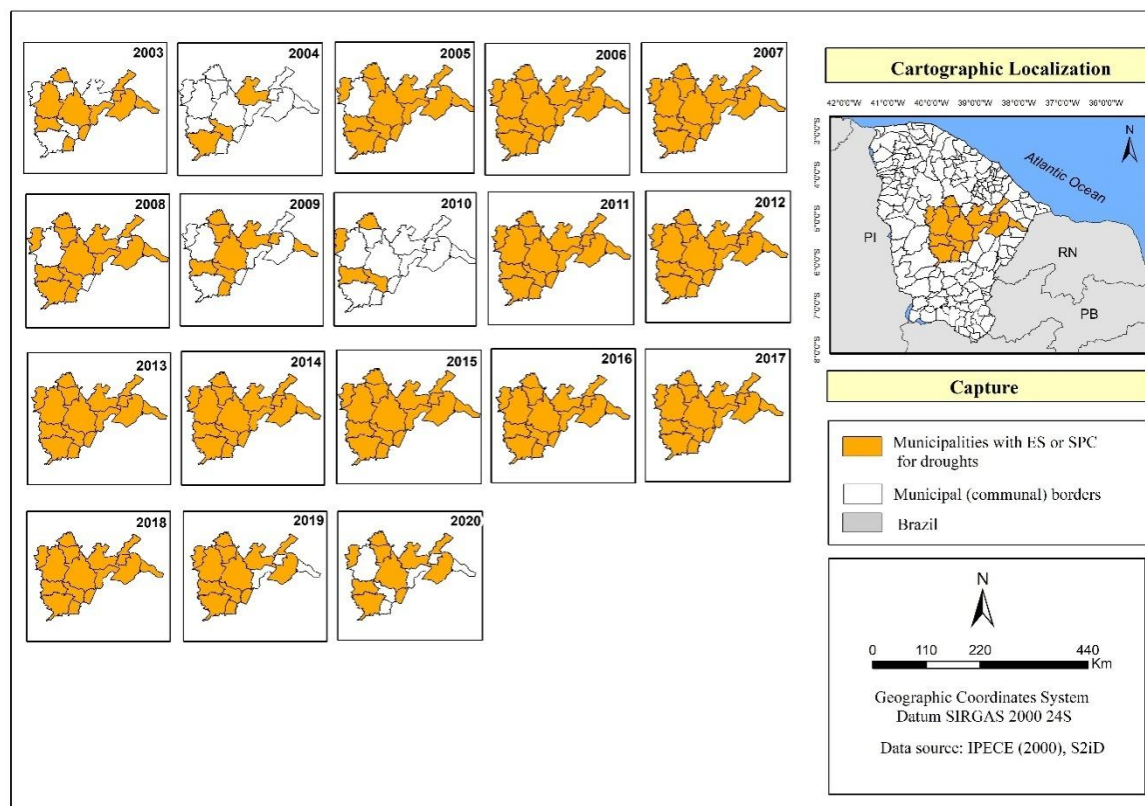 2003
2004
2005
2006
2007
2008
2009
2010
2011
2012
2013
2014
2015
2016
2017
2018
2019
2020
Cartographic Localization
42°0'0"W 41°0'0"W 40°0'0"W 39°0'0"W 38°0'0"W 37°0'0"W 36°0'0"W
N
Atlantic Ocean
PI
RN
PB
Capture
Municipalities with ES or SPC
for droughts
Municipal (communal) borders
Brazil
N
0 110 220 440
Km
Geographic Coordinates System
Datum SIRGAS 2000 24S
Data source: IPECE (2000), S2iD